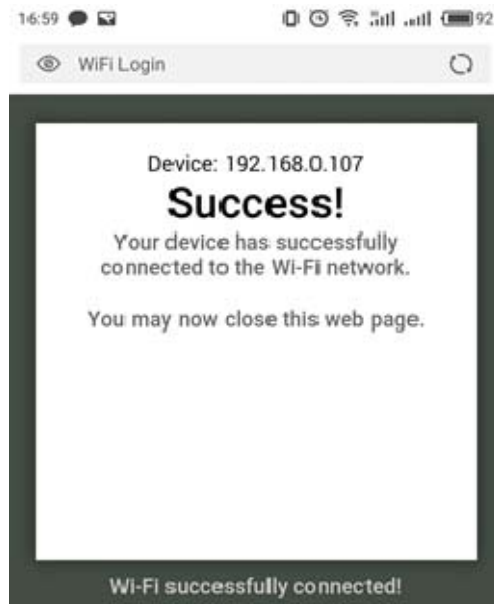 16:59 92
WiFi Login
Device: 192.168.0.107
Success!
Your device has successfully
connected to the Wi-Fi network.
You may now close this web page.
Wi-Fi successfully connected!